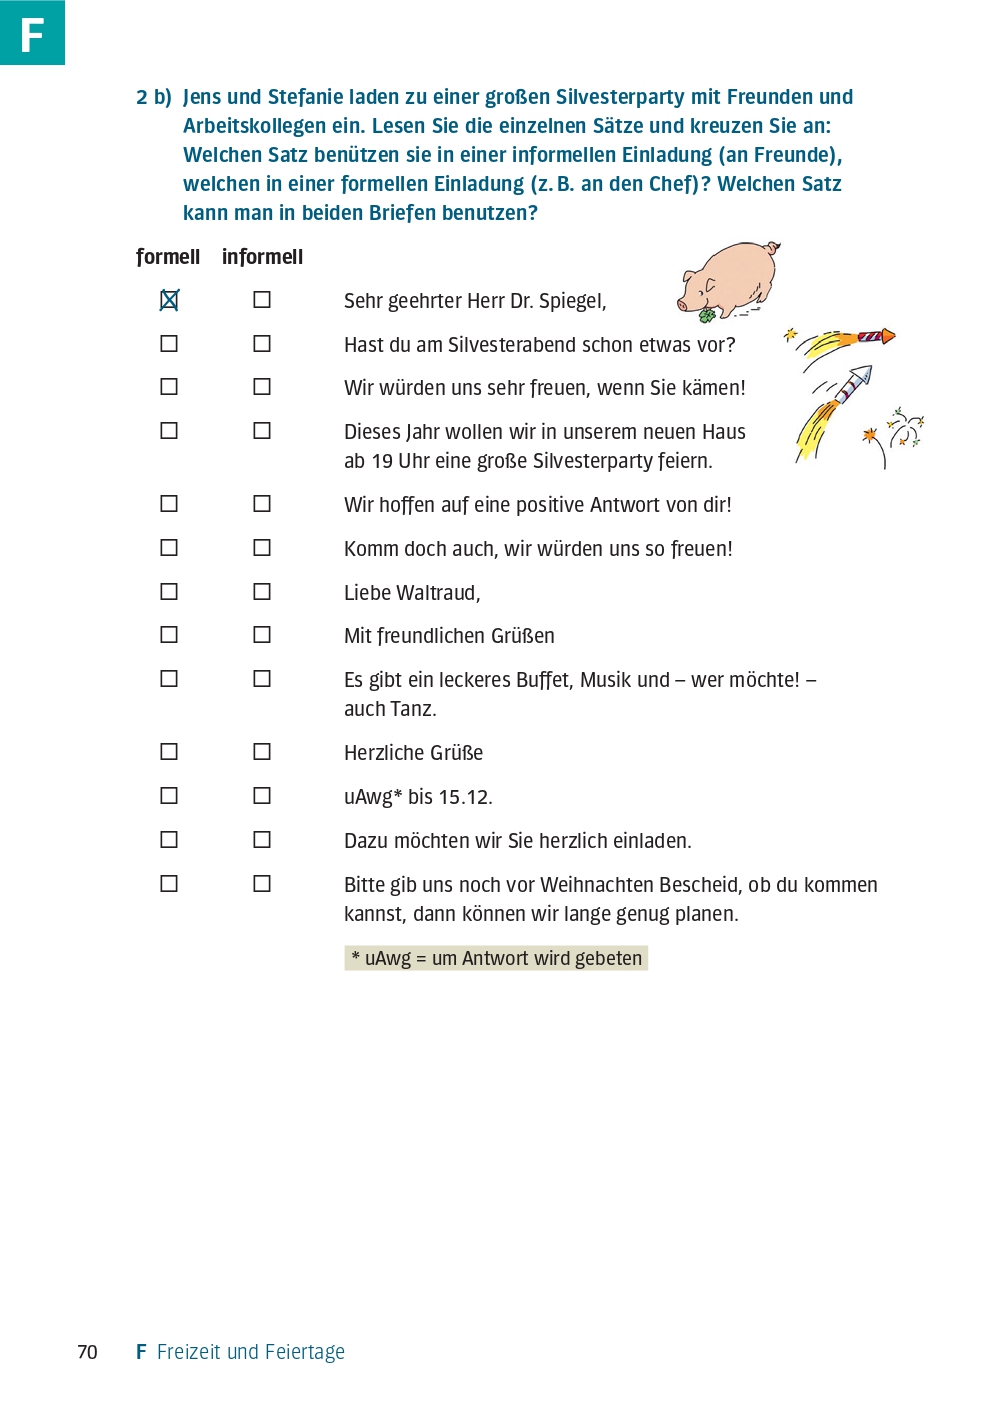 F
2 b) Jens und Stefanie laden zu einer großen Silvesterparty mit Freunden und
Arbeitskollegen ein. Lesen Sie die einzelnen Sätze und kreuzen Sie an:
Welchen Satz benützen sie in einer informellen Einladung (an Freunde),
welchen in einer formellen Einladung (z. B. an den Chef)? Welchen Satz
kann man in beiden Briefen benutzen?
formell informell
☒ ☐ Sehr geehrter Herr Dr. Spiegel,
☐ ☐ Hast du am Silvesterabend schon etwas vor?
☐ ☐ Wir würden uns sehr freuen, wenn Sie kämen!
☐ ☐ Dieses Jahr wollen wir in unserem neuen Haus
ab 19 Uhr eine große Silvesterparty feiern.
☐ ☐ Wir hoffen auf eine positive Antwort von dir!
☐ ☐ Komm doch auch, wir würden uns so freuen!
☐ ☐ Liebe Waltraud,
☐ ☐ Mit freundlichen Grüßen
☐ ☐ Es gibt ein leckeres Buffet, Musik und – wer möchte! –
auch Tanz.
☐ ☐ Herzliche Grüße
☐ ☐ uAwg* bis 15.12.
☐ ☐ Dazu möchten wir Sie herzlich einladen.
☐ ☐ Bitte gib uns noch vor Weihnachten Bescheid, ob du kommen
kannst, dann können wir lange genug planen.
* uAwg = um Antwort wird gebeten
70 F Freizeit und Feiertage